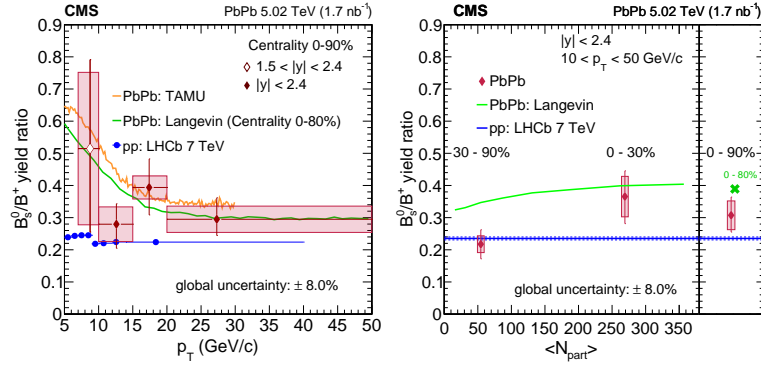 CMS
PbPb 5.02 TeV (1.7 nb⁻¹)
Centrality 0-90%
1.5 < |y| < 2.4
|y| < 2.4
PbPb: TAMU
PbPb: Langevin (Centrality 0-80%)
pp: LHCb 7 TeV
global uncertainty: ± 8.0%
B⁰ₛ/B⁺ yield ratio
0.9
0.8
0.7
0.6
0.5
0.4
0.3
0.2
0.1
0
5 10 15 20 25 30 35 40 45 50
p_T (GeV/c)
CMS
PbPb 5.02 TeV (1.7 nb⁻¹)
|y| < 2.4
10 < p_T < 50 GeV/c
PbPb
PbPb: Langevin
pp: LHCb 7 TeV
30 - 90%
0 - 30%
0 - 90%
0 - 80%
global uncertainty: ± 8.0%
B⁰ₛ/B⁺ yield ratio
0.9
0.8
0.7
0.6
0.5
0.4
0.3
0.2
0.1
0
0 50 100 150 200 250 300 350
<N_part>